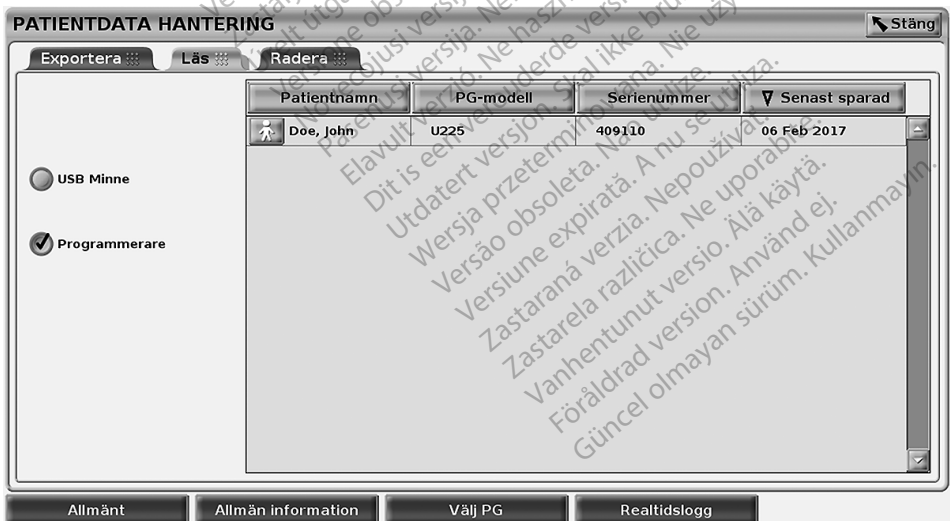 PATIENTDATA HANTERING
Stäng
Exportera
Läs
Radera
Patientnamn PG-modell Serienummer Senast sparad
Doe, John U225 409110 06 Feb 2017
USB Minne
Programmerare
Elavult verzió. Ne használja
Dit is een verouderde versie.
Utdatert versjon. Skal ikke brukes.
Wersja przeterminowana. Nie używać.
Versão obsoleta. Não utilize.
Versiune expirată. A nu se utiliza.
Zastaraná verzia. Nepoužívať.
Zastarela različica. Ne uporabite.
Vanhentunut versio. Älä käytä.
Föråldrad version. Använd ej.
Güncel olmayan sürüm. Kullanmayın.
Allmänt
Allmän information
Välj PG
Realtidslogg